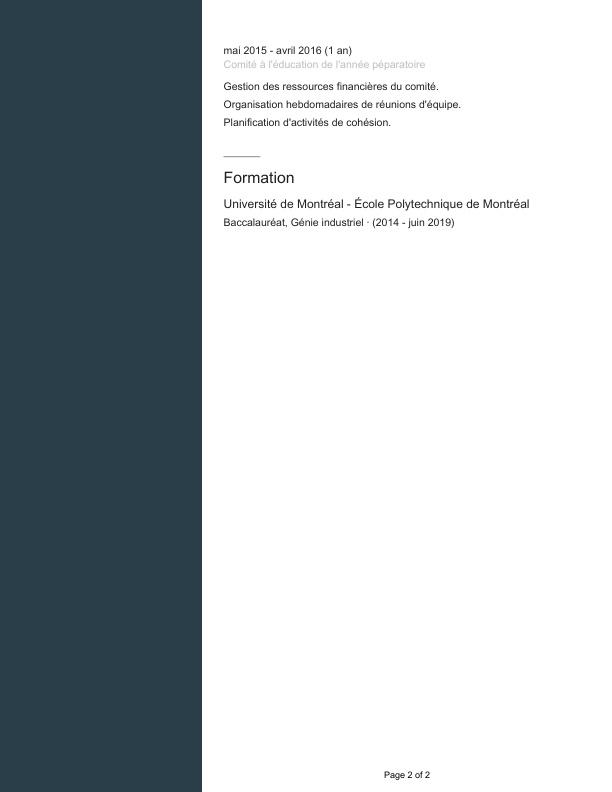 mai 2015 - avril 2016 (1 an)
Comité à l'éducation de l'année péparatoire
Gestion des ressources financières du comité.
Organisation hebdomadaires de réunions d'équipe.
Planification d'activités de cohésion.
Formation
Université de Montréal - École Polytechnique de Montréal
Baccalauréat, Génie industriel · (2014 - juin 2019)
Page 2 of 2